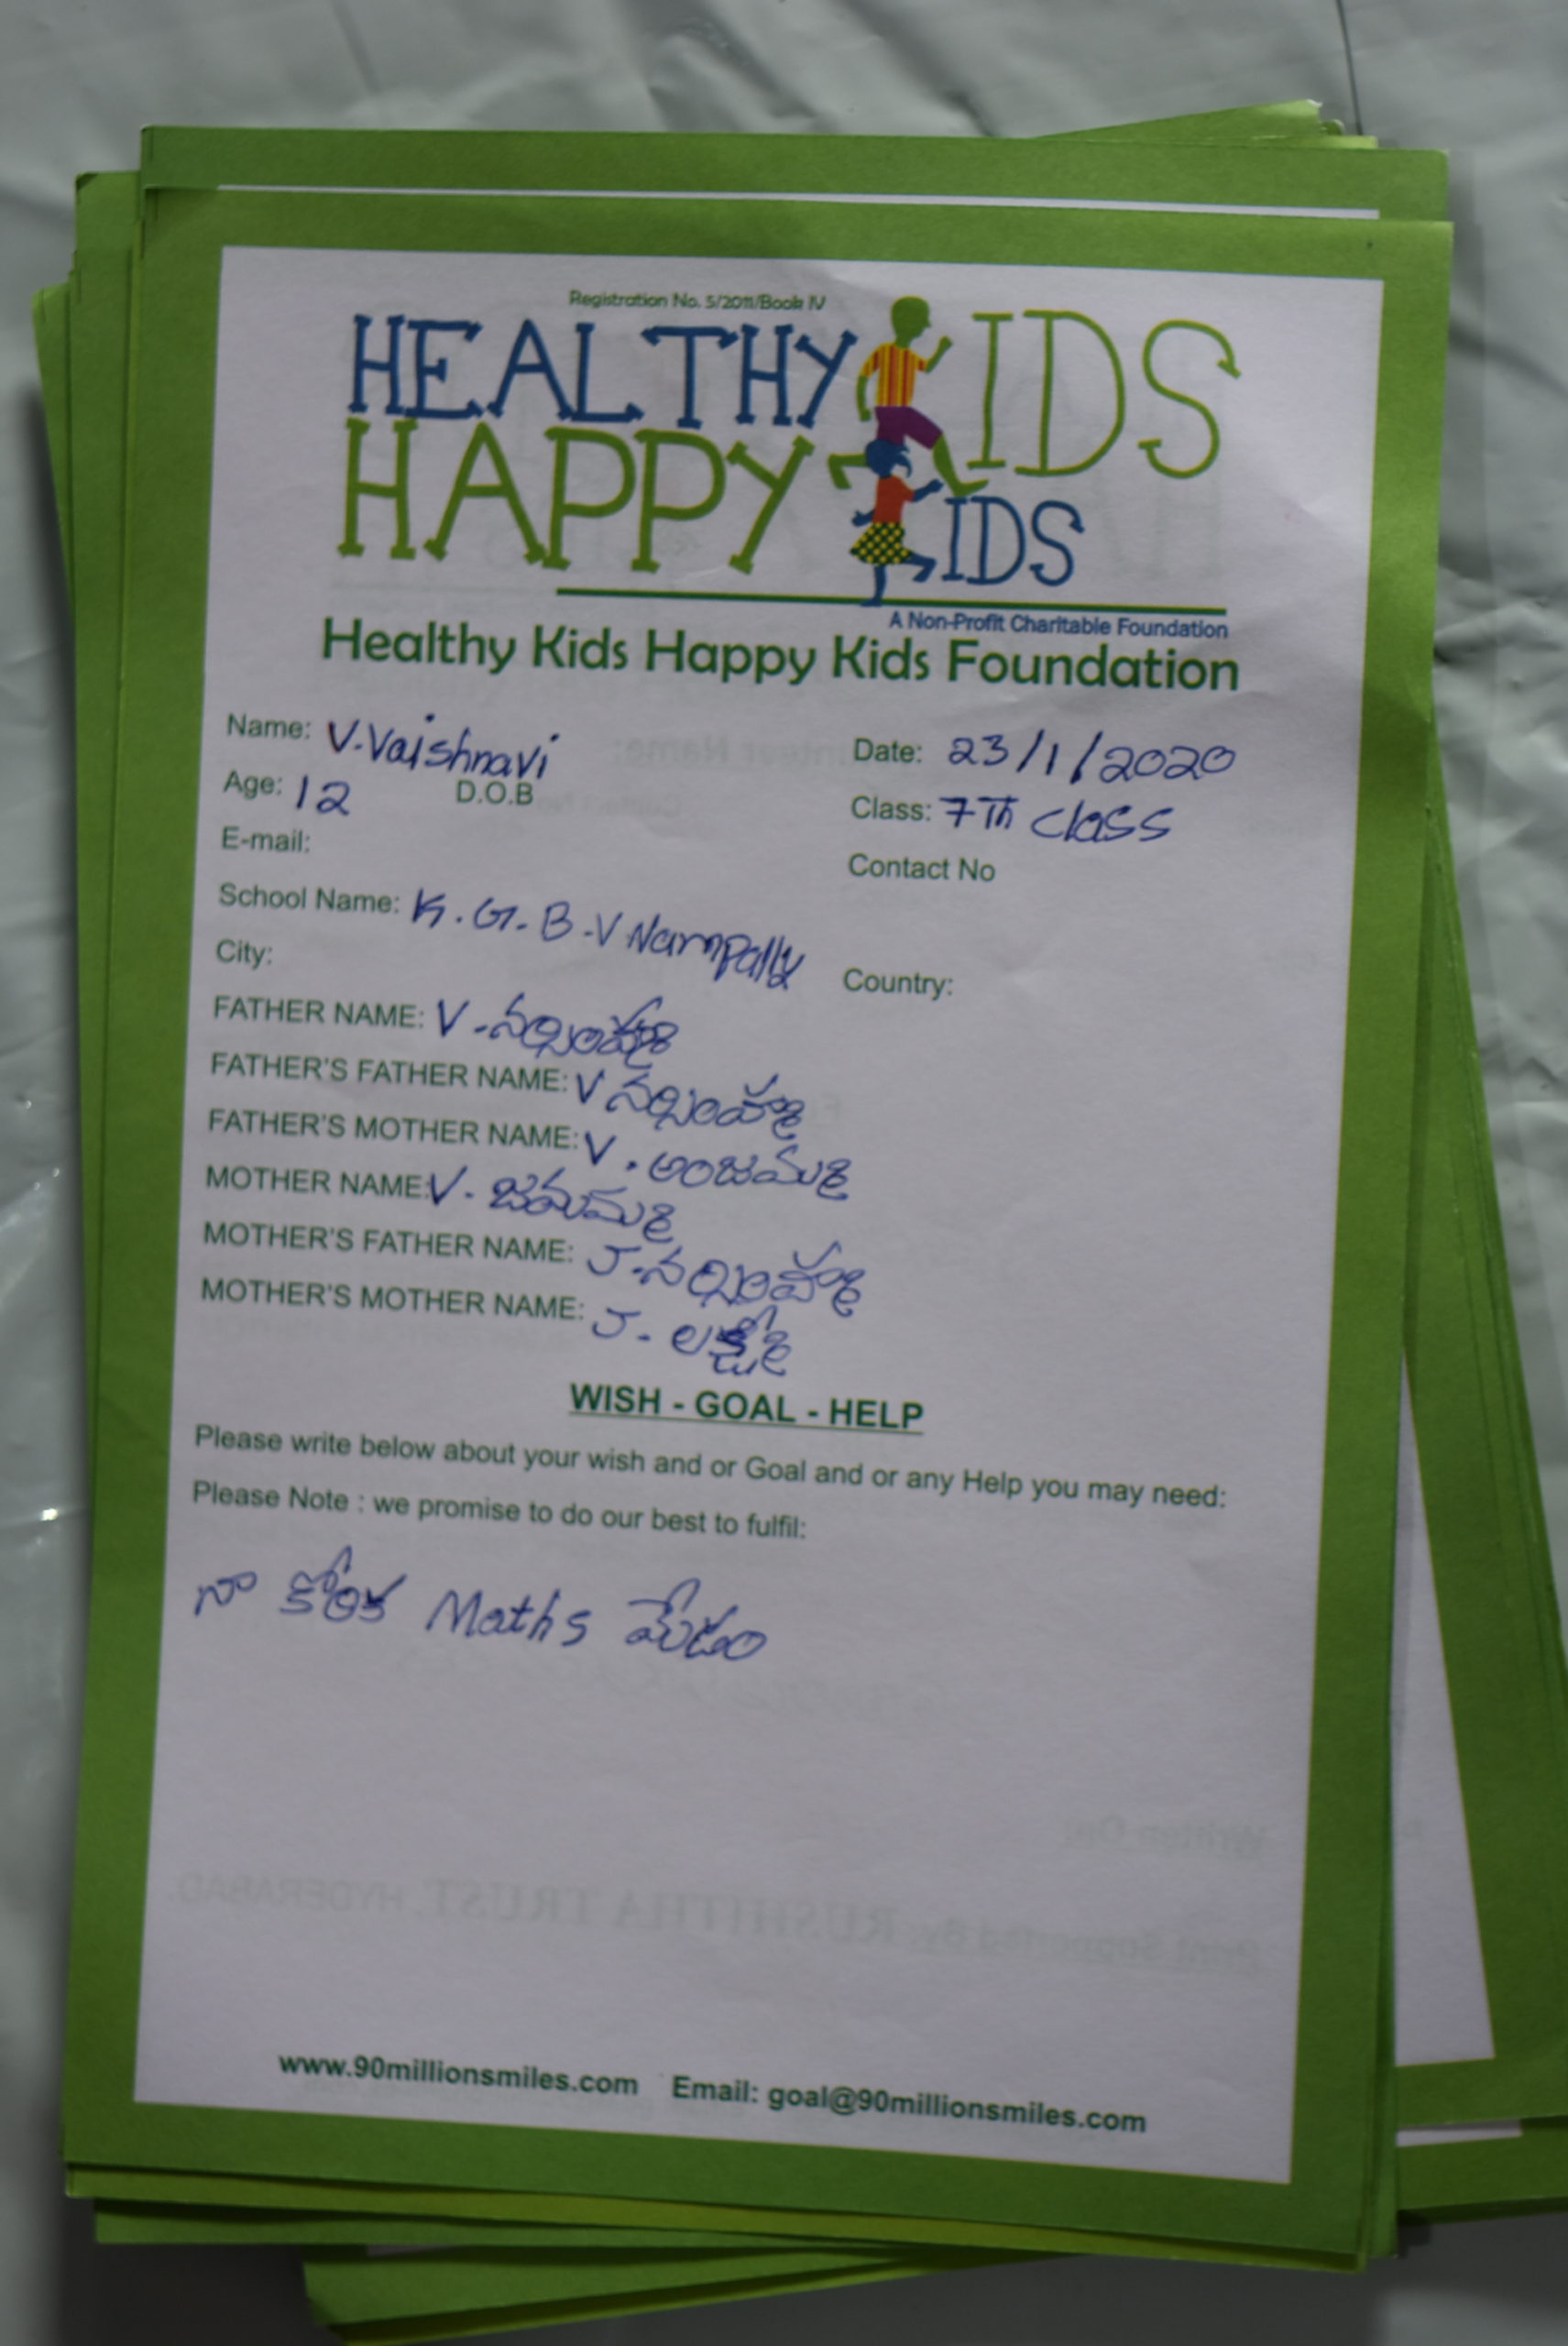 Registration No. 5/2011/Book IV
HEALTHY KIDS
HAPPY KIDS
A Non-Profit Charitable Foundation
Healthy Kids Happy Kids Foundation
Name: V.Vaishnavi Date: 23/1/2020
Age: 12 D.O.B Class: 7Th class
E-mail: Contact No
School Name: K.G.B.V Nampally
City: Country:
FATHER NAME: V.
FATHER'S FATHER NAME: V
FATHER'S MOTHER NAME: V. అంజమ్మ
MOTHER NAME: V.
MOTHER'S FATHER NAME: J.
MOTHER'S MOTHER NAME: J. లక్ష్మి
WISH - GOAL - HELP
Please write below about your wish and or Goal and or any Help you may need:
Please Note : we promise to do our best to fulfil:
నా కోరిక Maths మేడం
www.90millionsmiles.com Email: goal@90millionsmiles.com